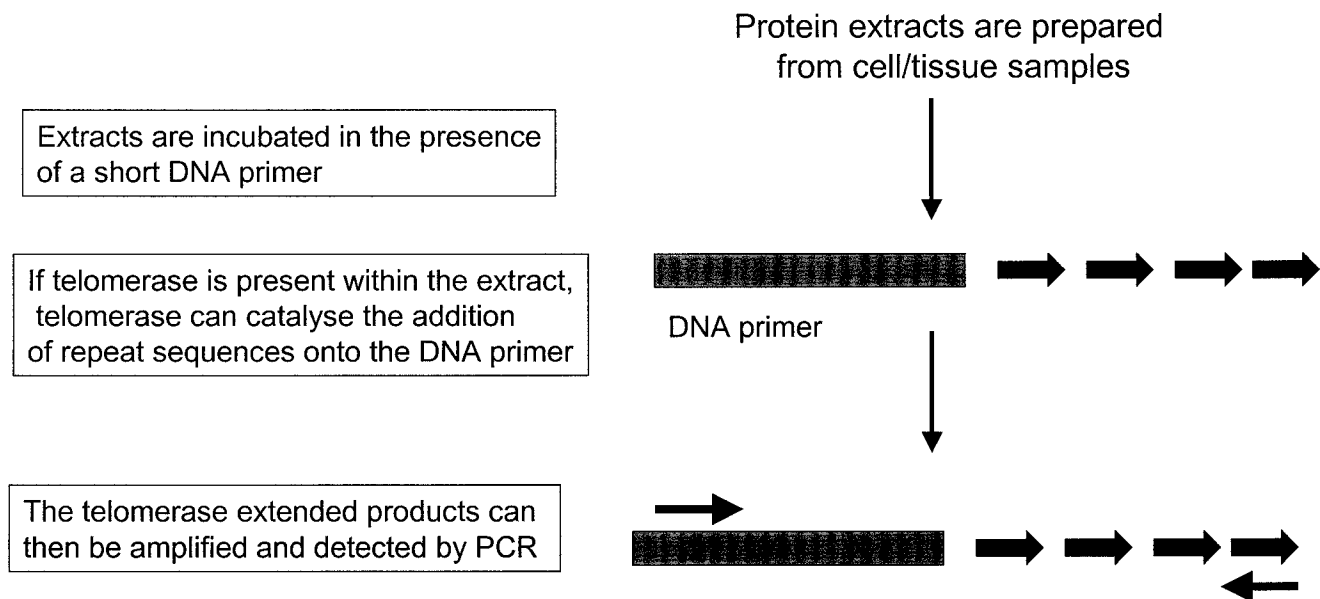 Protein extracts are prepared
from cell/tissue samples
Extracts are incubated in the presence
of a short DNA primer
If telomerase is present within the extract,
telomerase can catalyse the addition
of repeat sequences onto the DNA primer
DNA primer
The telomerase extended products can
then be amplified and detected by PCR